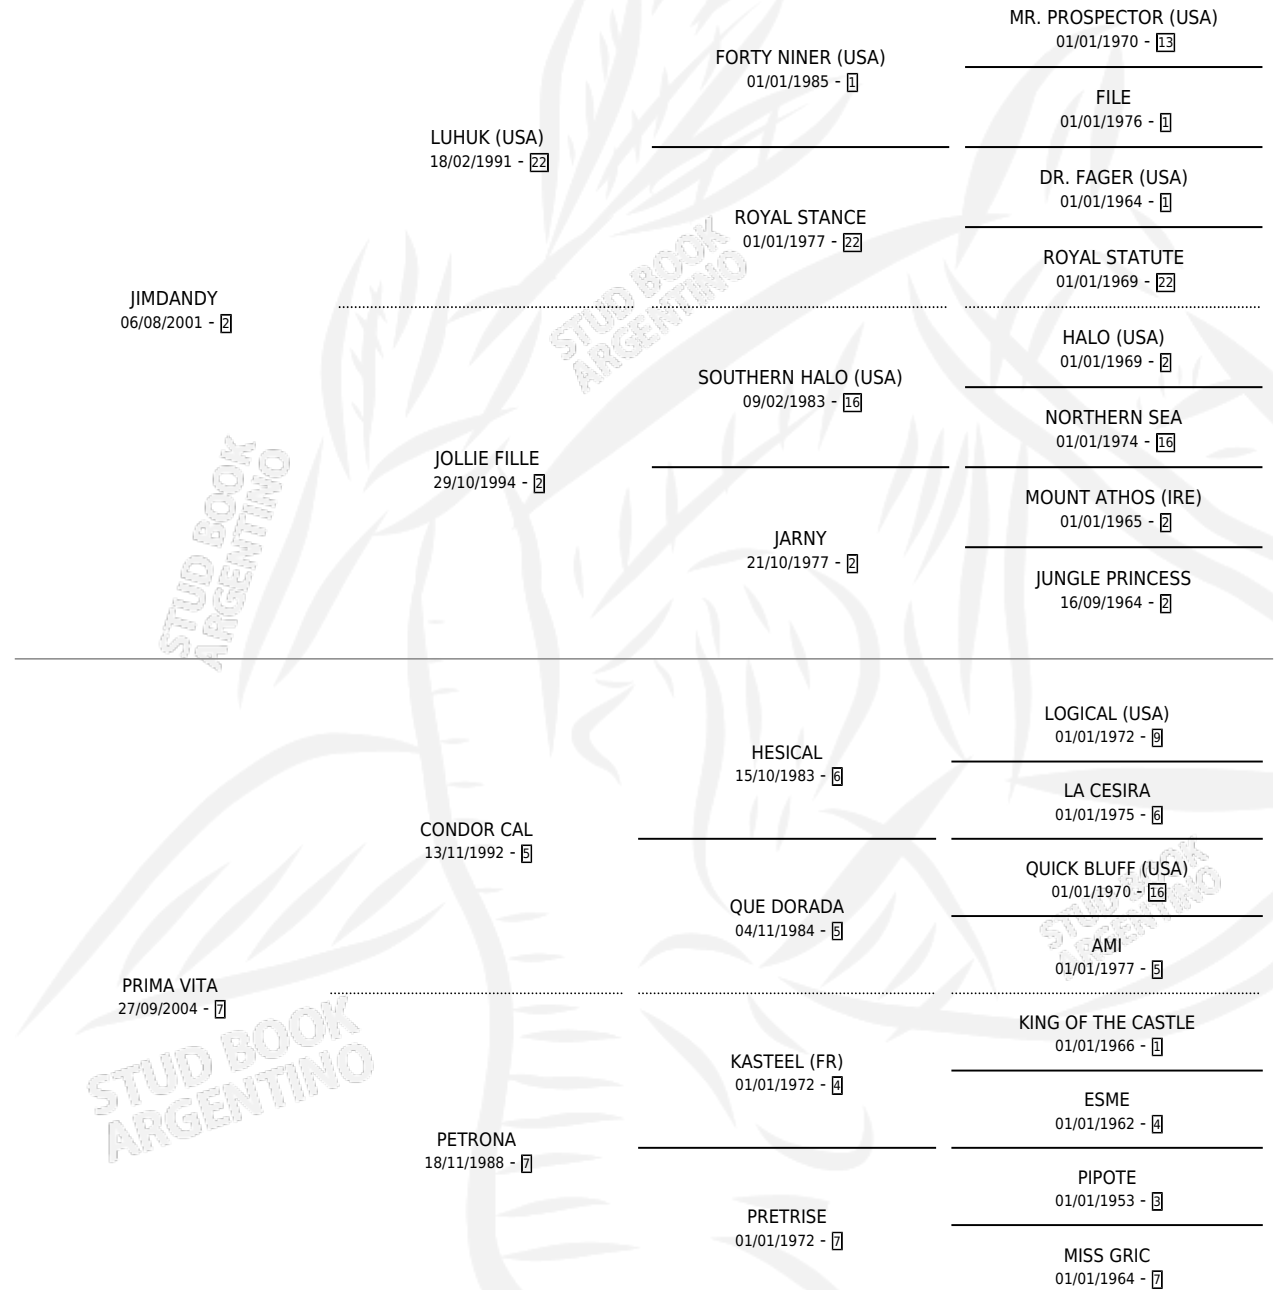 MR. PROSPECTOR (USA)
01/01/1970 - 13
FORTY NINER (USA)
01/01/1985 - 1
FILE
01/01/1976 - 1
LUHUK (USA)
18/02/1991 - 22
DR. FAGER (USA)
01/01/1964 - 1
ROYAL STANCE
01/01/1977 - 22
ROYAL STATUTE
01/01/1969 - 22
JIMDANDY
06/08/2001 - 2
HALO (USA)
01/01/1969 - 2
SOUTHERN HALO (USA)
09/02/1983 - 16
NORTHERN SEA
01/01/1974 - 16
JOLLIE FILLE
29/10/1994 - 2
MOUNT ATHOS (IRE)
01/01/1965 - 2
JARNY
21/10/1977 - 2
JUNGLE PRINCESS
16/09/1964 - 2
LOGICAL (USA)
01/01/1972 - 9
HESICAL
15/10/1983 - 6
LA CESIRA
01/01/1975 - 6
CONDOR CAL
13/11/1992 - 5
QUICK BLUFF (USA)
01/01/1970 - 16
QUE DORADA
04/11/1984 - 5
AMI
01/01/1977 - 5
PRIMA VITA
27/09/2004 - 7
KING OF THE CASTLE
01/01/1966 - 1
KASTEEL (FR)
01/01/1972 - 4
ESME
01/01/1962 - 4
PETRONA
18/11/1988 - 7
PIPOTE
01/01/1953 - 3
PRETRISE
01/01/1972 - 7
MISS GRIC
01/01/1964 - 7
STUD BOOK
ARGENTINO
STUD BOOK
ARGENTINO
STUD BOOK
ARGENTINO
STUD BOOK
ARGENTINO